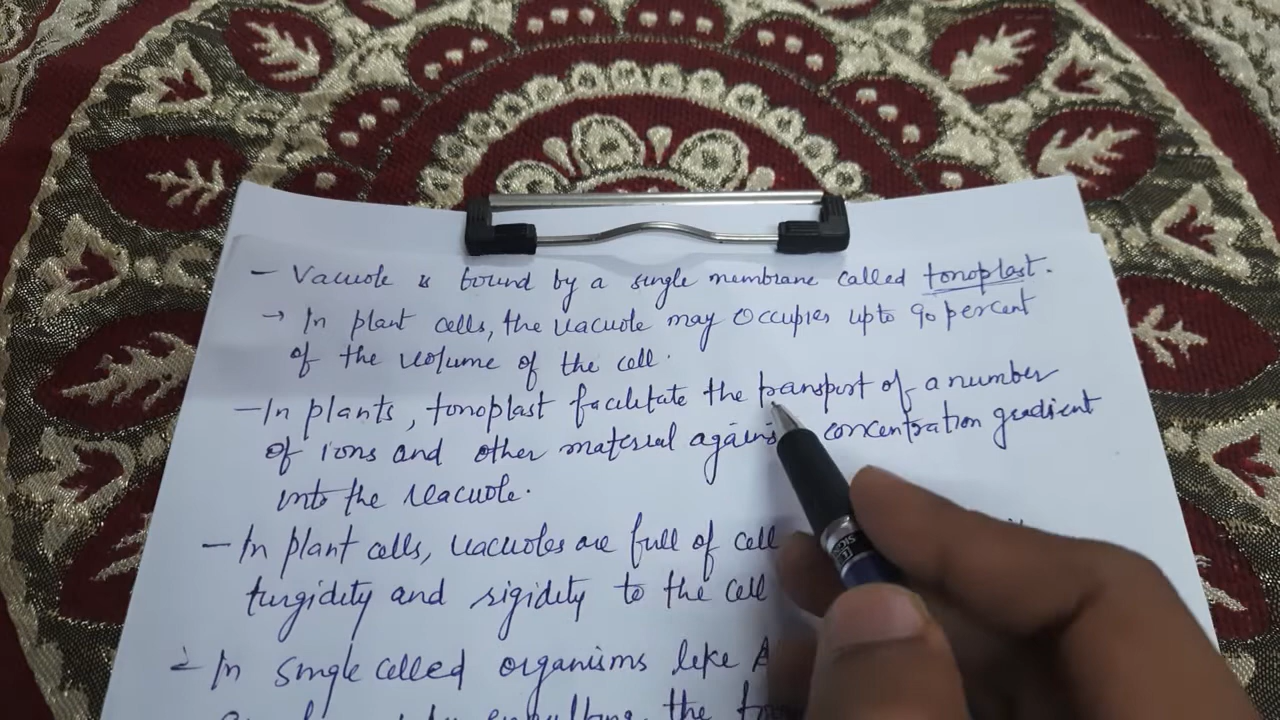 - Vacuole is bound by a single membrane called tonoplast.
→ In plant cells, the vacuole may occupies upto 90 percent
of the volume of the cell.
- In plants, tonoplast facilitate the transport of a number
of ions and other material against concentration gradient
into the vacuole.
- In plant cells, vacuoles are full of cell
turgidity and rigidity to the cell
- In single celled organisms like A
the